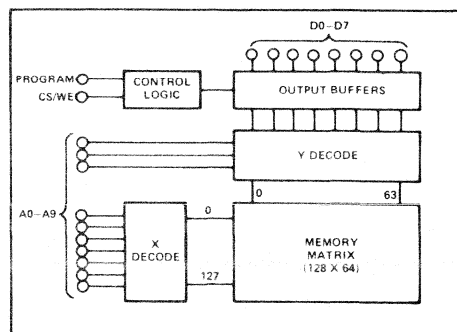 D0-D7
PROGRAM
CS/WE
CONTROL
LOGIC
OUTPUT BUFFERS
Y DECODE
0
63
A0-A9
X
DECODE
0
127
MEMORY
MATRIX
(128 X 64)